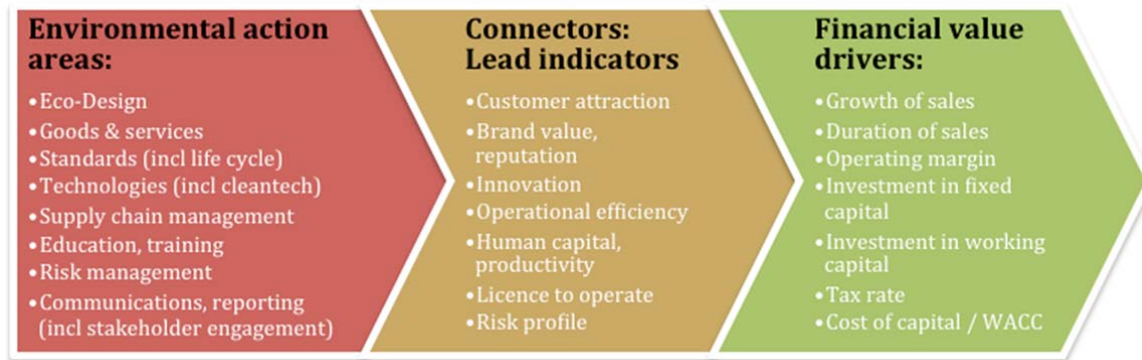 Environmental action
areas:
•Eco-Design
•Goods & services
•Standards (incl life cycle)
•Technologies (incl cleantech)
•Supply chain management
•Education, training
•Risk management
•Communications, reporting
(incl stakeholder engagement)
Connectors:
Lead indicators
•Customer attraction
•Brand value,
reputation
•Innovation
•Operational efficiency
•Human capital,
productivity
•Licence to operate
•Risk profile
Financial value
drivers:
•Growth of sales
•Duration of sales
•Operating margin
•Investment in fixed
capital
•Investment in working
capital
•Tax rate
•Cost of capital / WACC